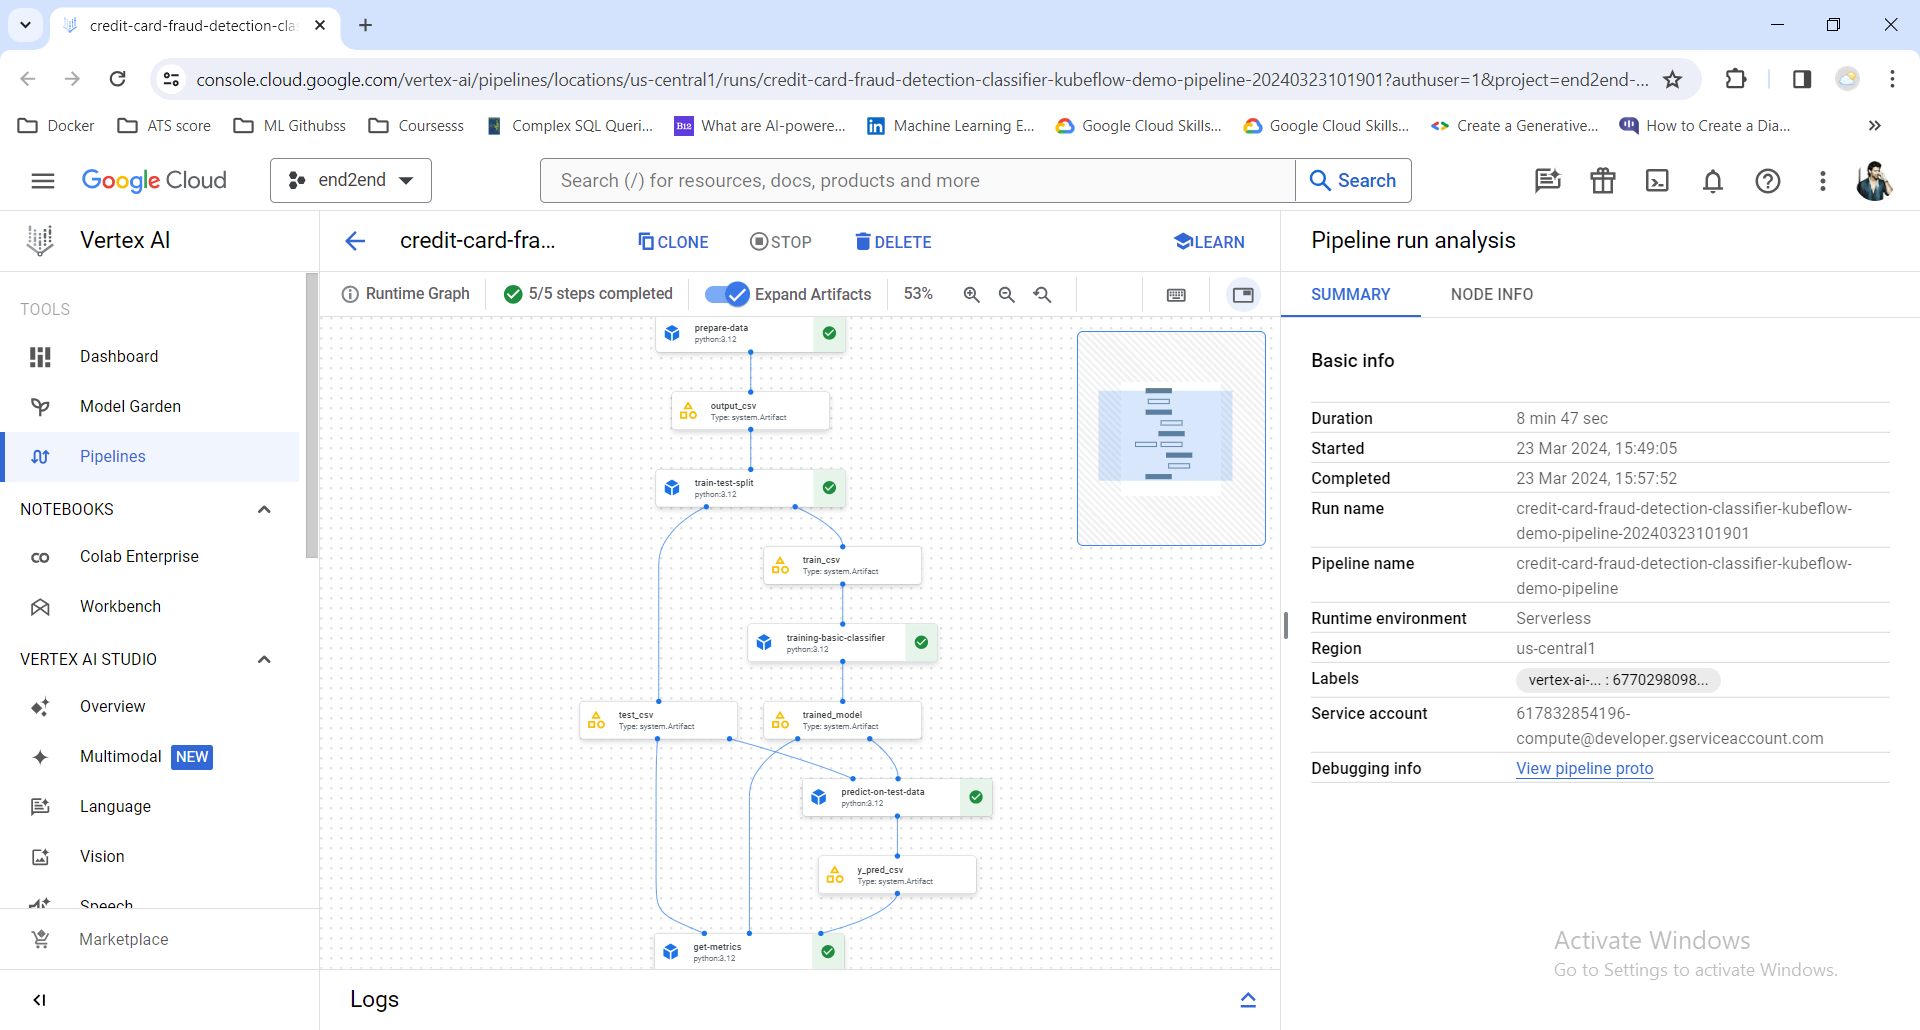 credit-card-fraud-detection-cla
console.cloud.google.com/vertex-ai/pipelines/locations/us-central1/runs/credit-card-fraud-detection-classifier-kubeflow-demo-pipeline-20240323101901?authuser=1&project=end2end-...
Docker ATS score ML Githubss Coursesss Complex SQL Queri... B12 What are AI-powere... Machine Learning E... Google Cloud Skills... Google Cloud Skills... Create a Generative... How to Create a Dia...
Google Cloud end2end Search (/) for resources, docs, products and more Search
Vertex AI
TOOLS
Dashboard
Model Garden
Pipelines
NOTEBOOKS
Colab Enterprise
Workbench
VERTEX AI STUDIO
Overview
Multimodal NEW
Language
Vision
Speech
Marketplace
credit-card-fra... CLONE STOP DELETE LEARN
Runtime Graph 5/5 steps completed Expand Artifacts 53%
prepare-data
python:3.12
output_csv
Type: system.Artifact
train-test-split
python:3.12
train_csv
Type: system.Artifact
training-basic-classifier
python:3.12
test_csv
Type: system.Artifact
trained_model
Type: system.Artifact
predict-on-test-data
python:3.12
y_pred_csv
Type: system.Artifact
get-metrics
python:3.12
Logs
Pipeline run analysis
SUMMARY NODE INFO
Basic info
Duration 8 min 47 sec
Started 23 Mar 2024, 15:49:05
Completed 23 Mar 2024, 15:57:52
Run name credit-card-fraud-detection-classifier-kubeflow-
demo-pipeline-20240323101901
Pipeline name credit-card-fraud-detection-classifier-kubeflow-
demo-pipeline
Runtime environment Serverless
Region us-central1
Labels vertex-ai-... : 6770298098...
Service account 617832854196-
compute@developer.gserviceaccount.com
Debugging info View pipeline proto
Activate Windows
Go to Settings to activate Windows.